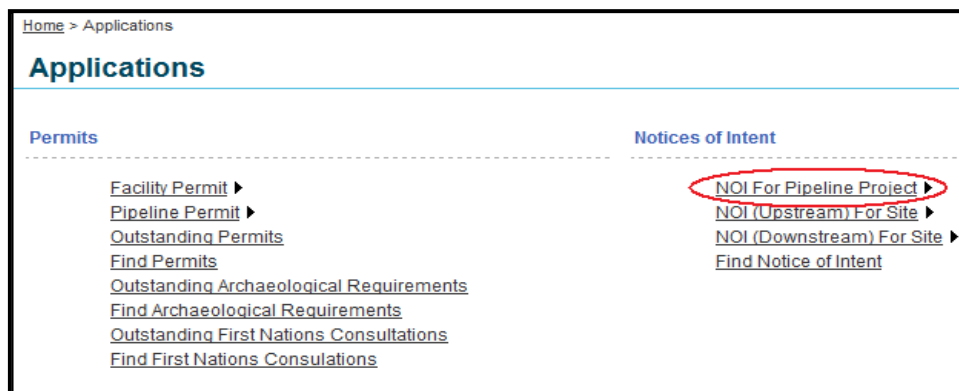 Home > Applications
Applications
Permits
Facility Permit
Pipeline Permit
Outstanding Permits
Find Permits
Outstanding Archaeological Requirements
Find Archaeological Requirements
Outstanding First Nations Consultations
Find First Nations Consulations
Notices of Intent
NOI For Pipeline Project
NOI (Upstream) For Site
NOI (Downstream) For Site
Find Notice of Intent